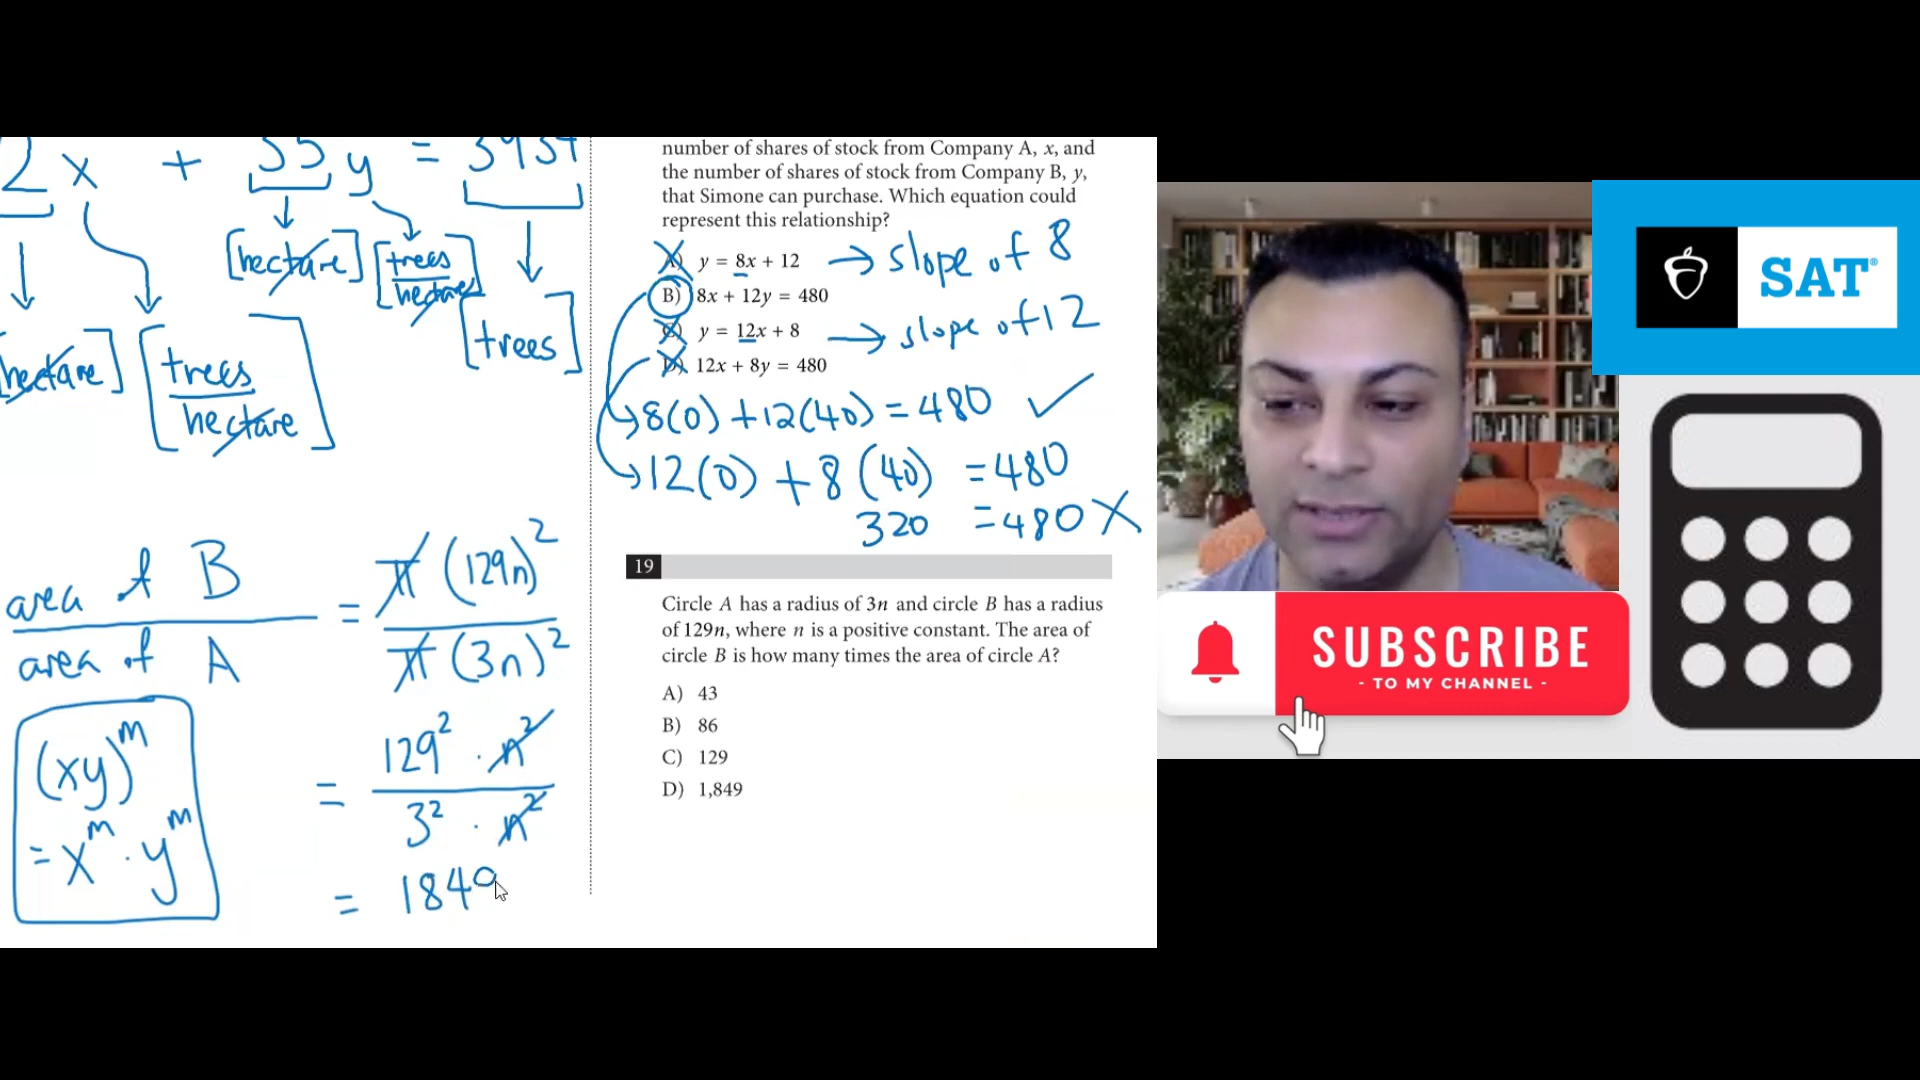 2x + 35y = 3934
[hectare] [trees/hectare] [hectare] [trees/hectare] [trees]
area of B / area of A = π(129n)² / π(3n)²
(xy)ᵐ
= xᵐ · yᵐ
= 129² · n² / 3² · n²
= 1849
number of shares of stock from Company A, x, and
the number of shares of stock from Company B, y,
that Simone can purchase. Which equation could
represent this relationship?
A) y = 8x + 12 → slope of 8
B) 8x + 12y = 480
C) y = 12x + 8 → slope of 12
D) 12x + 8y = 480
8(0) + 12(40) = 480 ✓
12(0) + 8(40) = 480
320 = 480 X
19
Circle A has a radius of 3n and circle B has a radius
of 129n, where n is a positive constant. The area of
circle B is how many times the area of circle A?
A) 43
B) 86
C) 129
D) 1,849
SAT®
SUBSCRIBE
- TO MY CHANNEL -